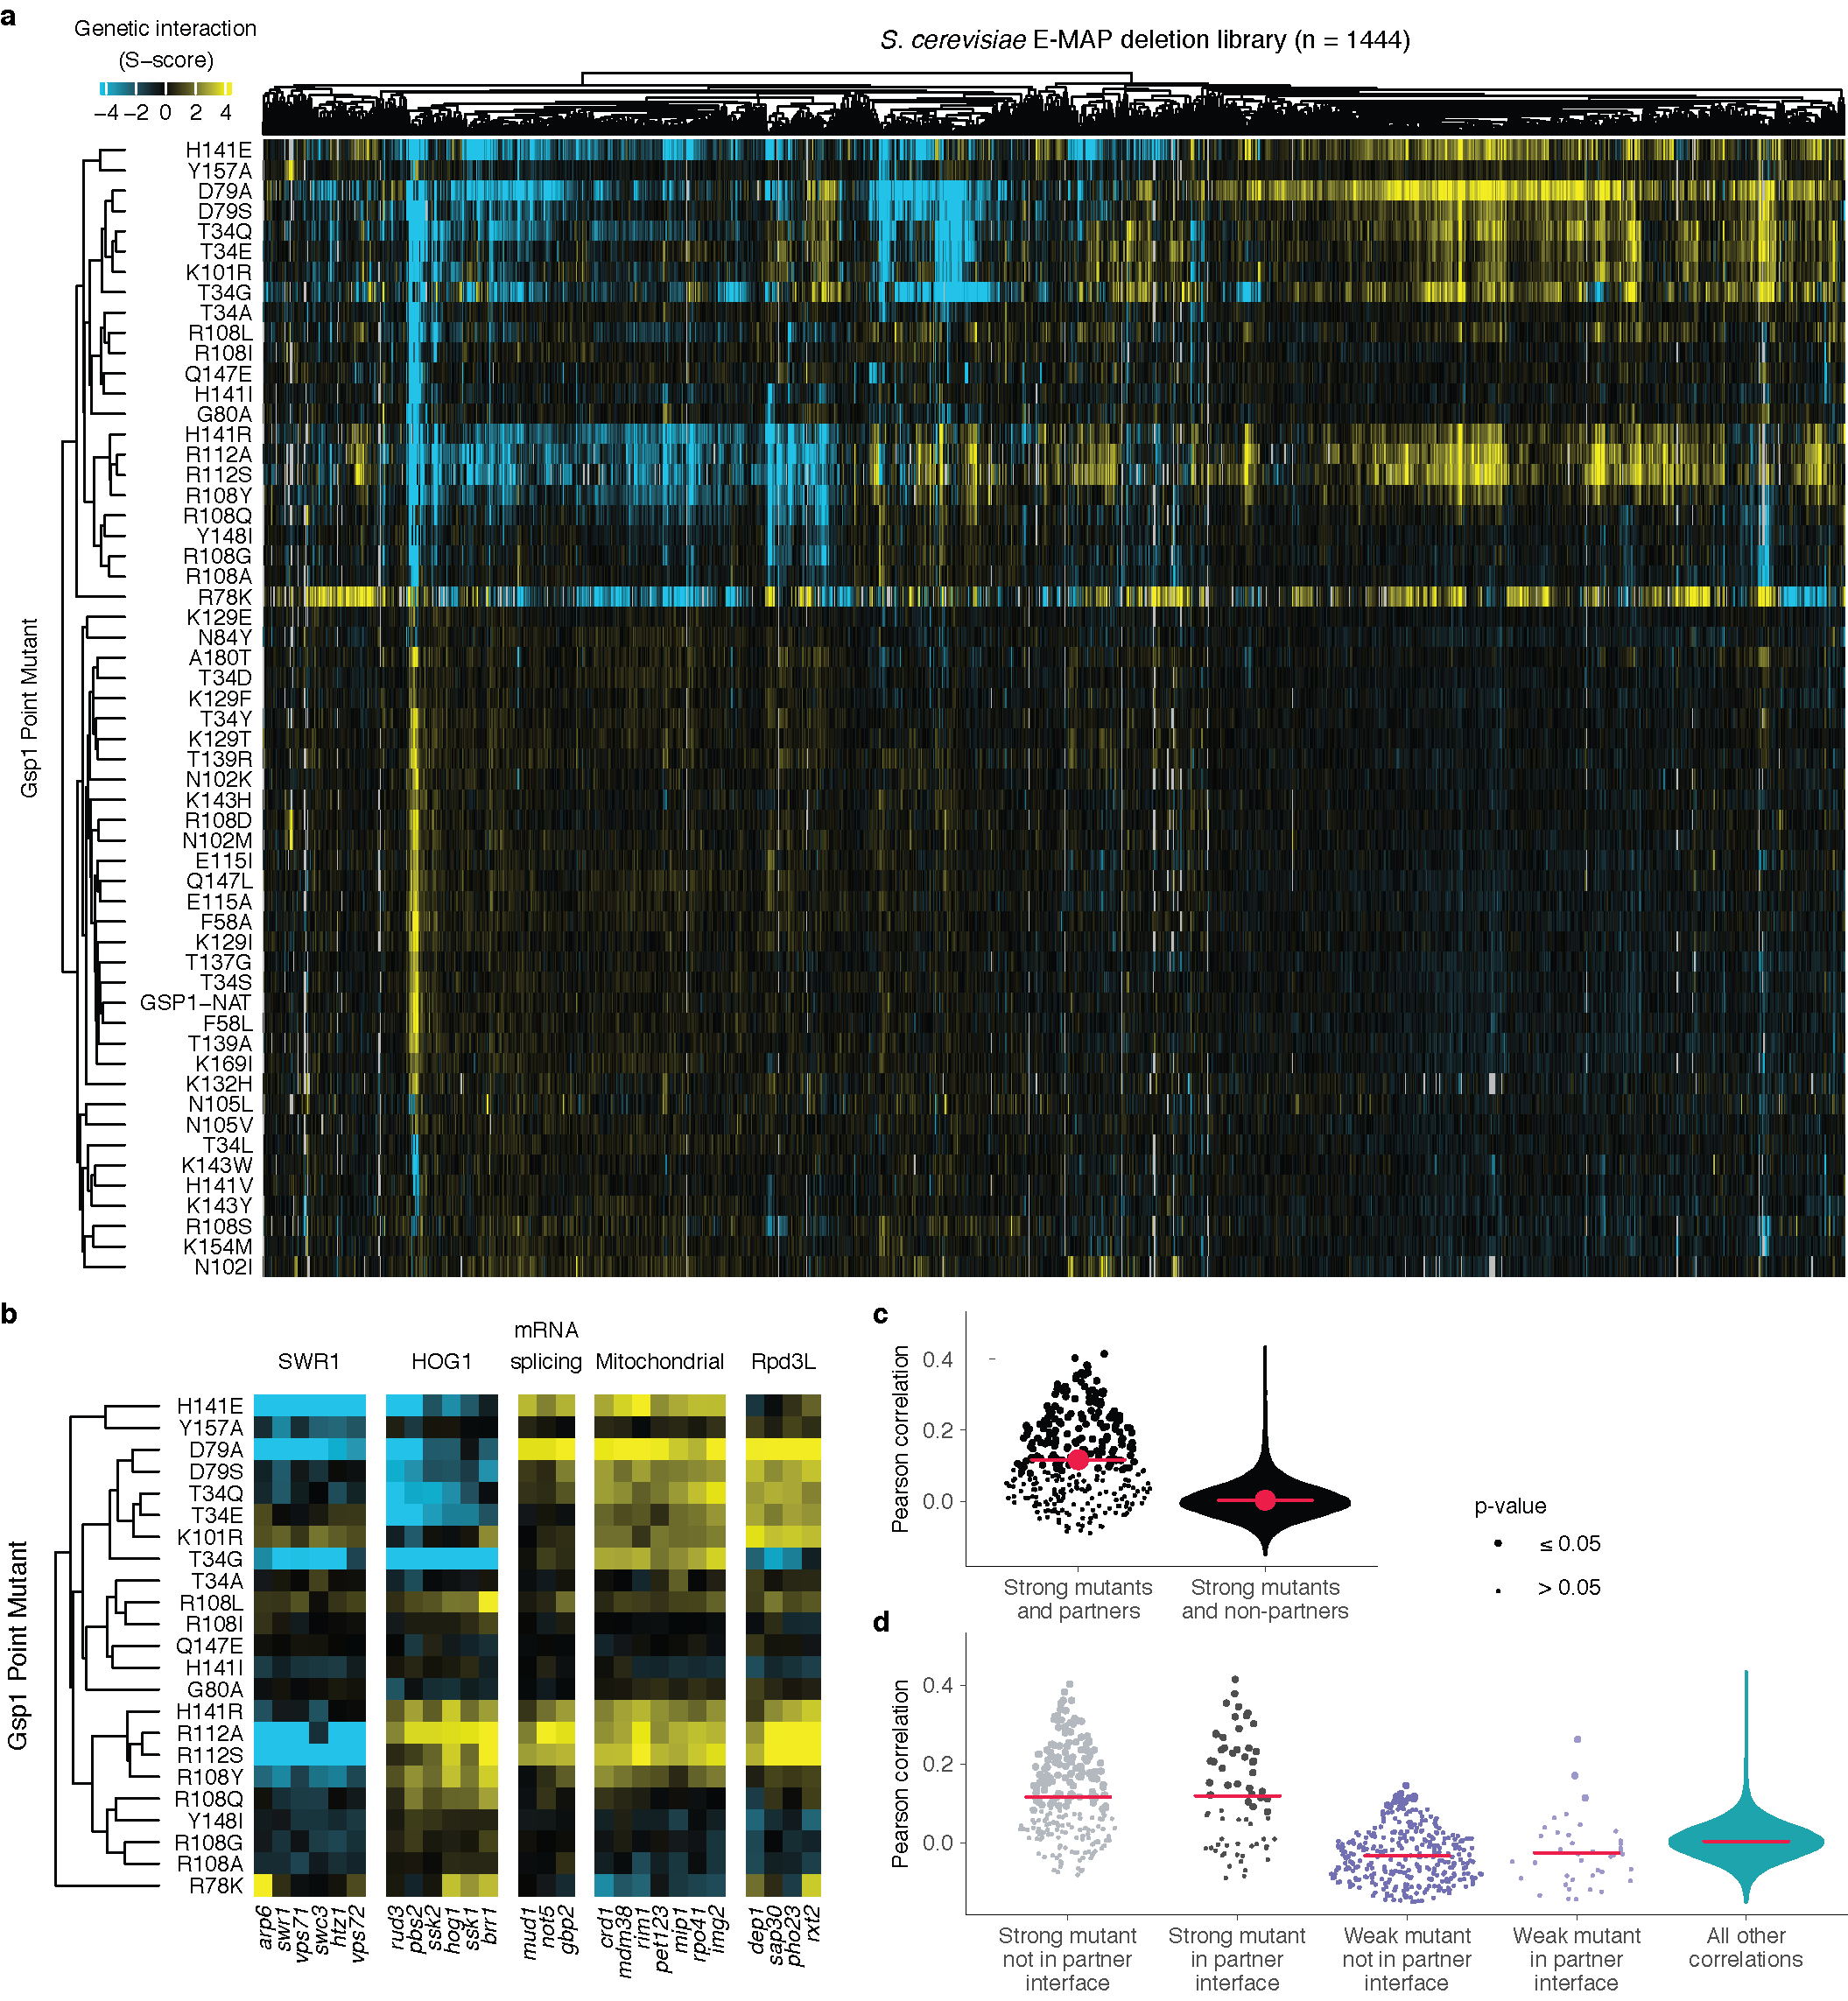 a
Genetic interaction
(S−score)
−4 −2 0 2 4
S. cerevisiae E-MAP deletion library (n = 1444)
Gsp1 Point Mutant
H141E
Y157A
D79A
D79S
T34Q
T34E
K101R
T34G
T34A
R108L
R108I
Q147E
H141I
G80A
H141R
R112A
R112S
R108Y
R108Q
Y148I
R108G
R108A
R78K
K129E
N84Y
A180T
T34D
K129F
T34Y
K129T
T139R
N102K
K143H
R108D
N102M
E115I
Q147L
E115A
F58A
K129I
T137G
T34S
GSP1−NAT
F58L
T139A
K169I
K132H
N105L
N105V
T34L
K143W
H141V
K143Y
R108S
K154M
N102I
b
SWR1
HOG1
mRNA
splicing
Mitochondrial
Rpd3L
Gsp1 Point Mutant
H141E
Y157A
D79A
D79S
T34Q
T34E
K101R
T34G
T34A
R108L
R108I
Q147E
H141I
G80A
H141R
R112A
R112S
R108Y
R108Q
Y148I
R108G
R108A
R78K
arp6
swr1
vps71
swc3
htz1
vps72
rud3
pbs2
ssk2
hog1
ssk1
brr1
mud1
not5
gbp2
crd1
mdm38
rim1
pet123
mip1
rpo41
img2
dep1
sap30
pho23
rxt2
c
Pearson correlation
0.4
0.2
0.0
Strong mutants
and partners
Strong mutants
and non-partners
p-value
≤ 0.05
> 0.05
d
Pearson correlation
0.4
0.2
0.0
Strong mutant
not in partner
interface
Strong mutant
in partner
interface
Weak mutant
not in partner
interface
Weak mutant
in partner
interface
All other
correlations